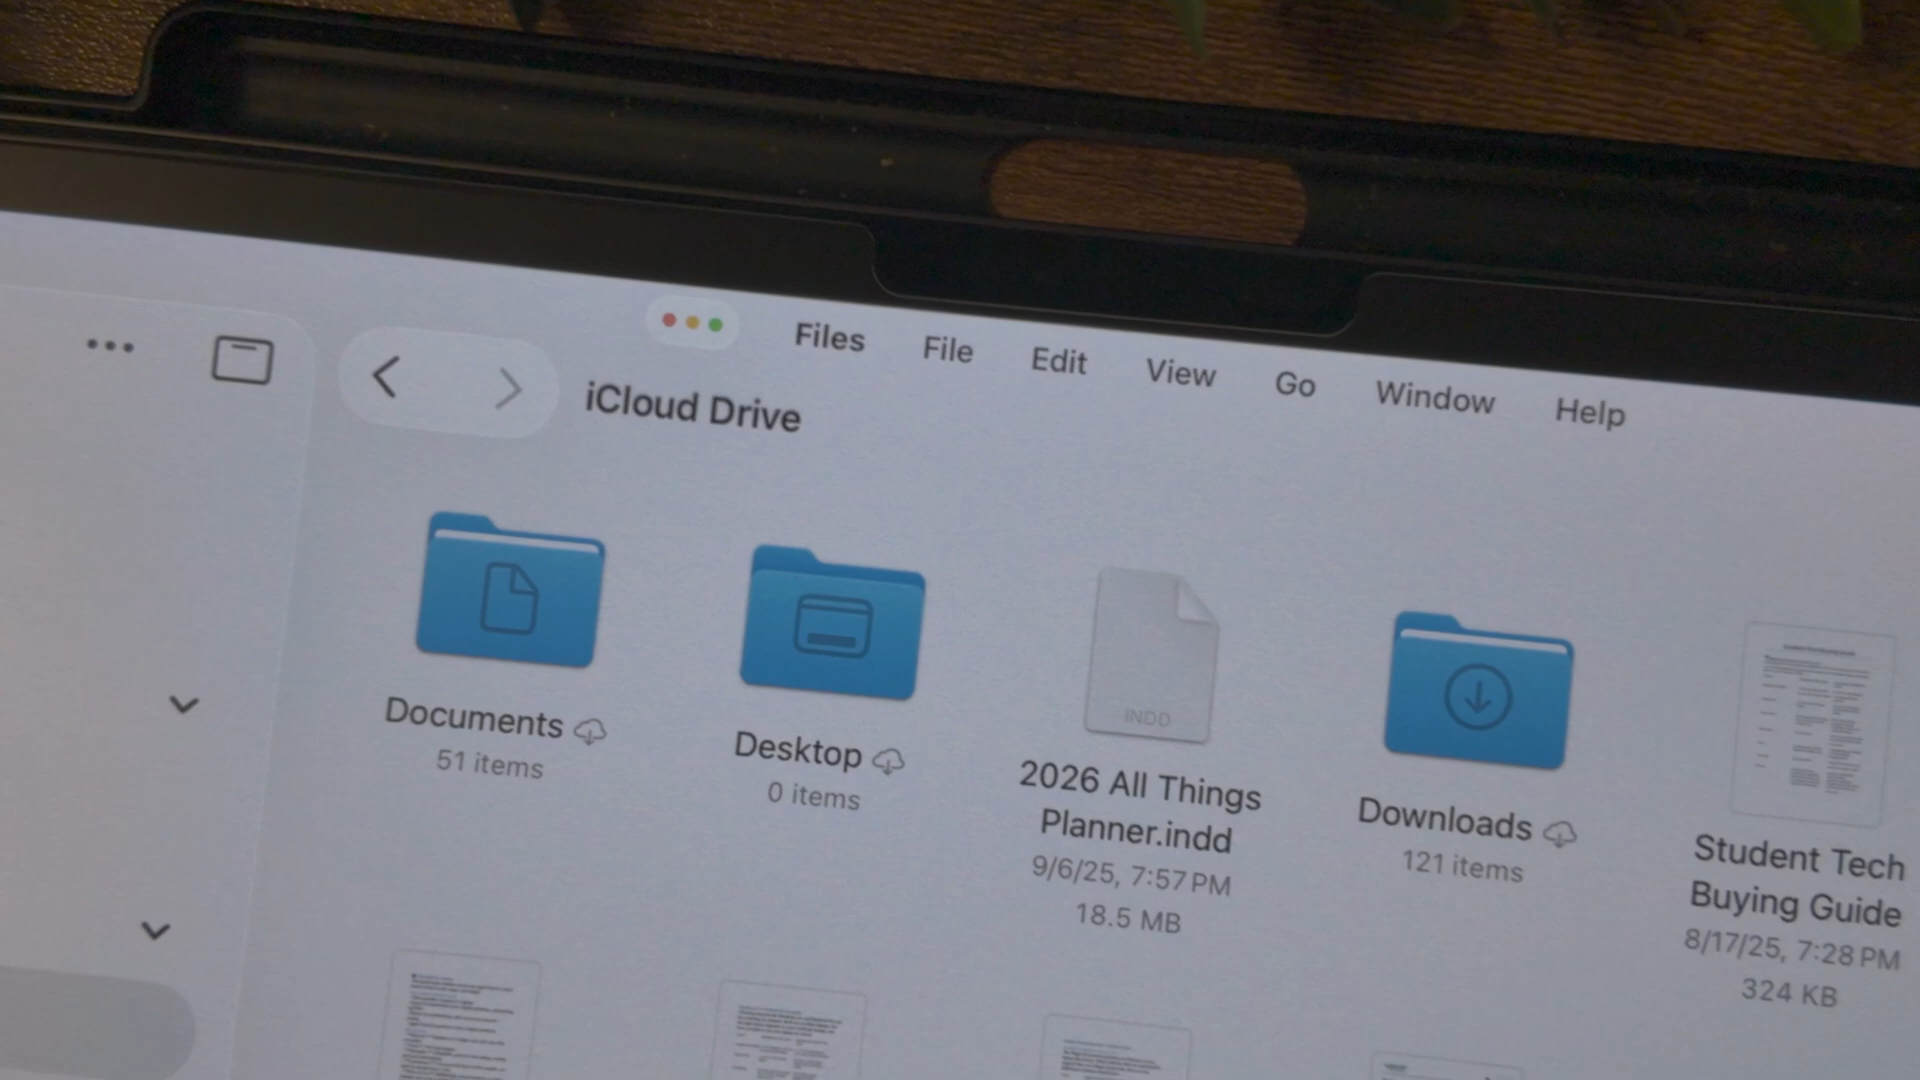 Files File Edit View Go Window Help
iCloud Drive
INDD
Documents
51 items
Desktop
0 items
2026 All Things
Planner.indd
9/6/25, 7:57 PM
18.5 MB
Downloads
121 items
Student Tech
Buying Guide
8/17/25, 7:28 PM
324 KB